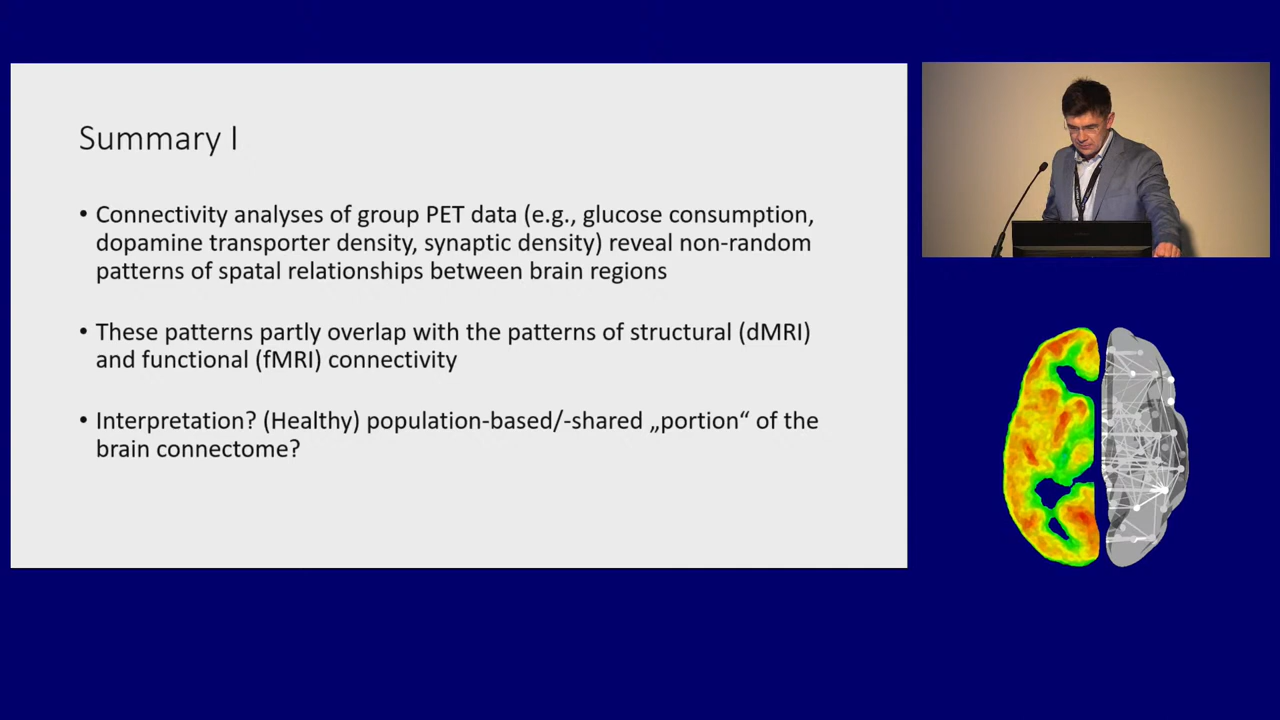 Summary I
• Connectivity analyses of group PET data (e.g., glucose consumption,
dopamine transporter density, synaptic density) reveal non-random
patterns of spatal relationships between brain regions
• These patterns partly overlap with the patterns of structural (dMRI)
and functional (fMRI) connectivity
• Interpretation? (Healthy) population-based/-shared „portion“ of the
brain connectome?